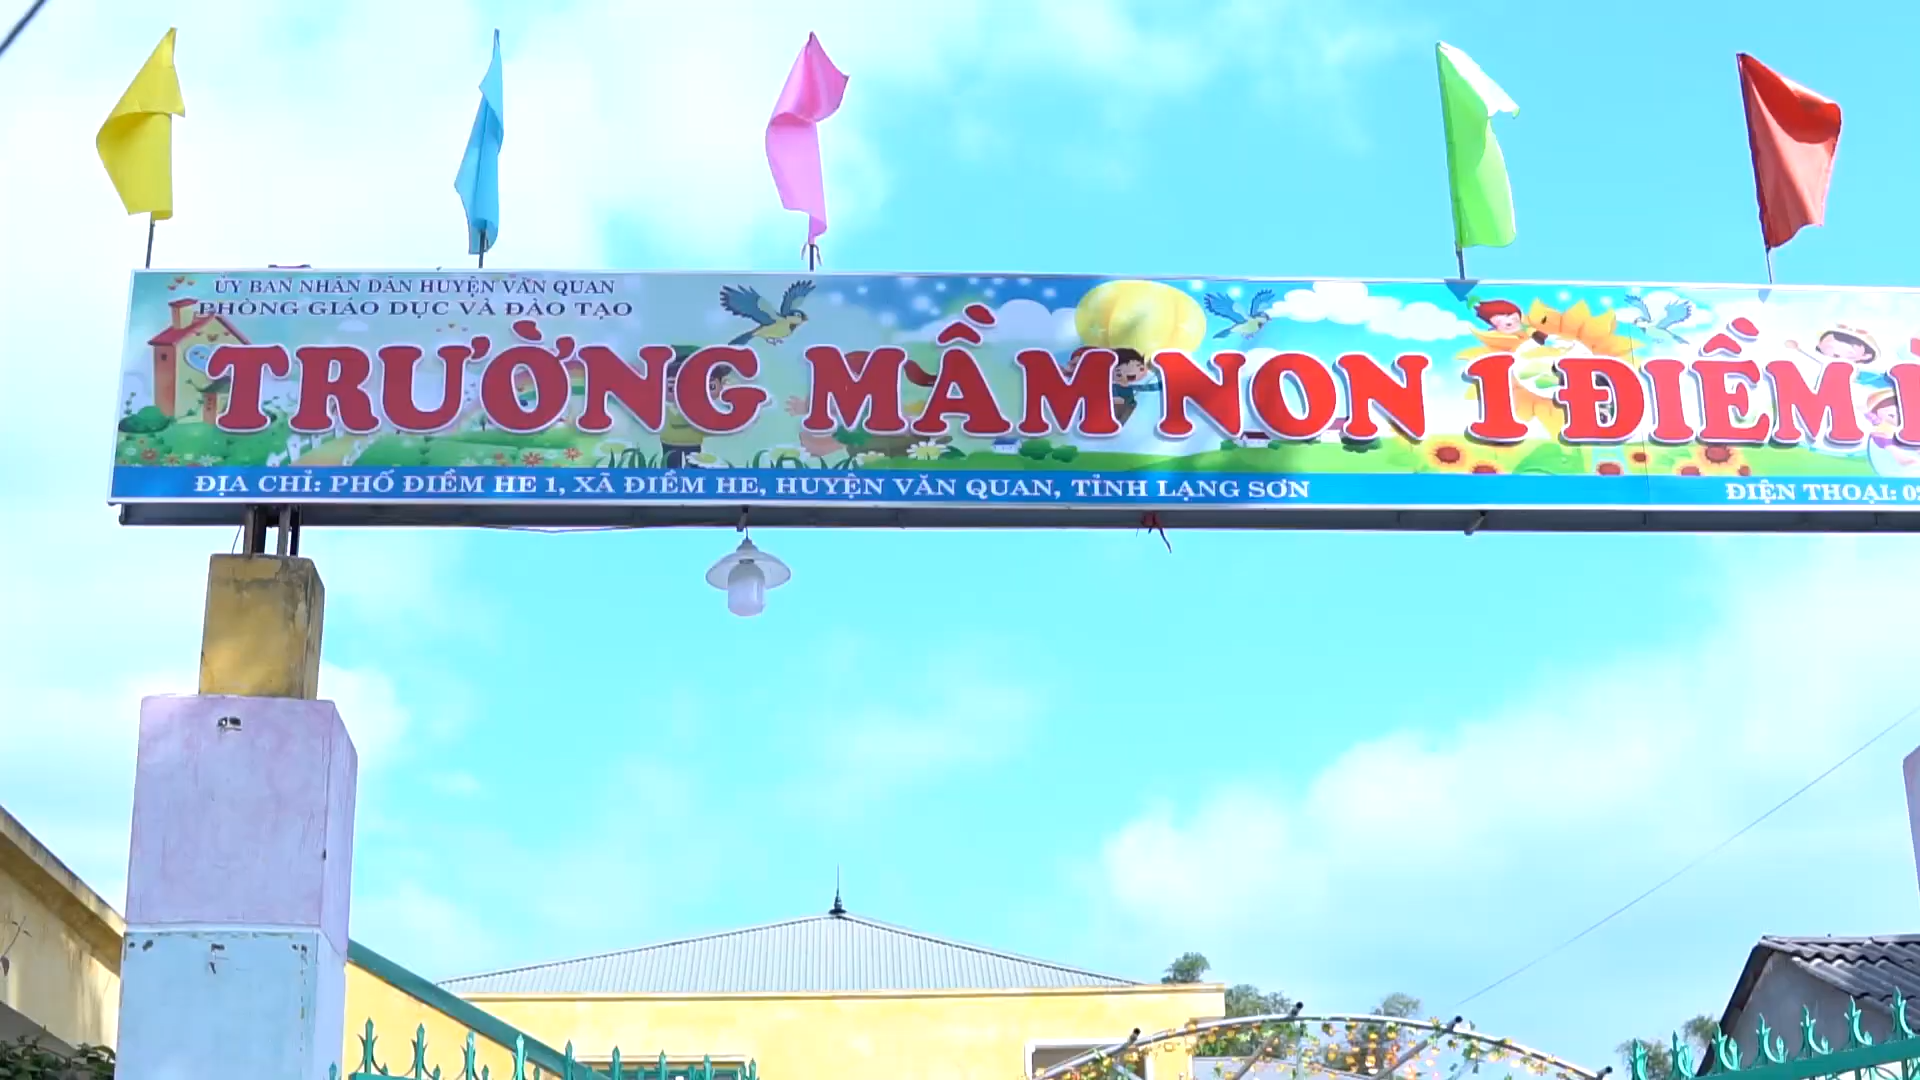 ỦY BAN NHÂN DÂN HUYỆN VĂN QUAN
PHÒNG GIÁO DỤC VÀ ĐÀO TẠO
TRƯỜNG MẦM NON 1 ĐIỀM
ĐỊA CHỈ: PHỐ ĐIỀM HE 1, XÃ ĐIỀM HE, HUYỆN VĂN QUAN, TỈNH LẠNG SƠN
ĐIỆN THOẠI: